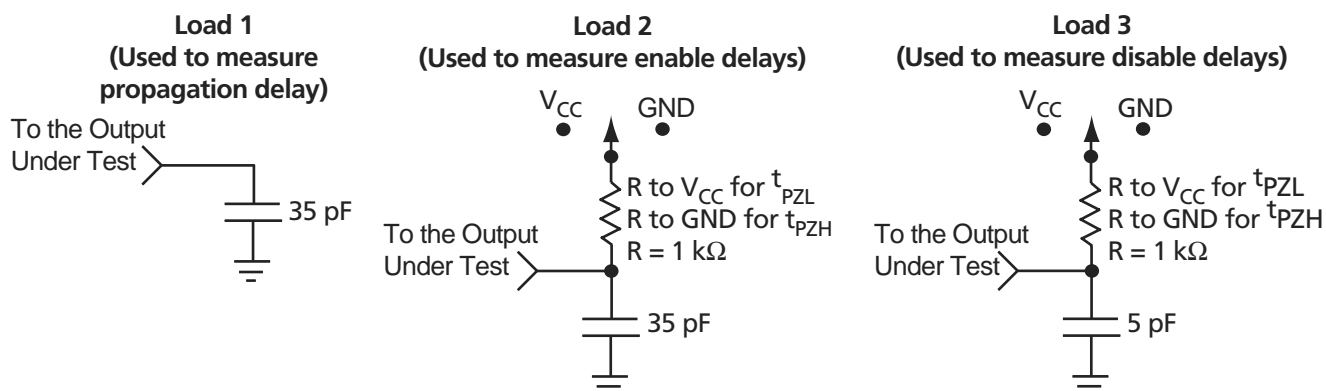 Load 1
(Used to measure
propagation delay)
To the Output
Under Test
35 pF
Load 2
(Used to measure enable delays)
VCC
GND
R to VCC for tPZL
R to GND for tPZH
R = 1 kΩ
To the Output
Under Test
35 pF
Load 3
(Used to measure disable delays)
VCC
GND
R to VCC for tPZL
R to GND for tPZH
R = 1 kΩ
To the Output
Under Test
5 pF